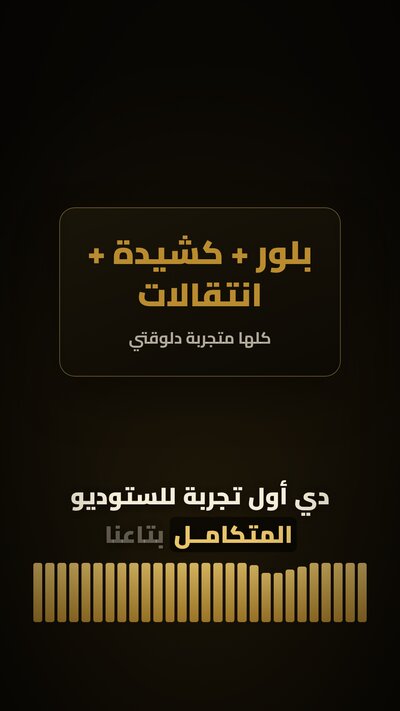 بلور + كشيدة +
انتقالات
كلها متجربة دلوقتي
دي أول تجربة للستوديو
المتكامـل بتاعنا